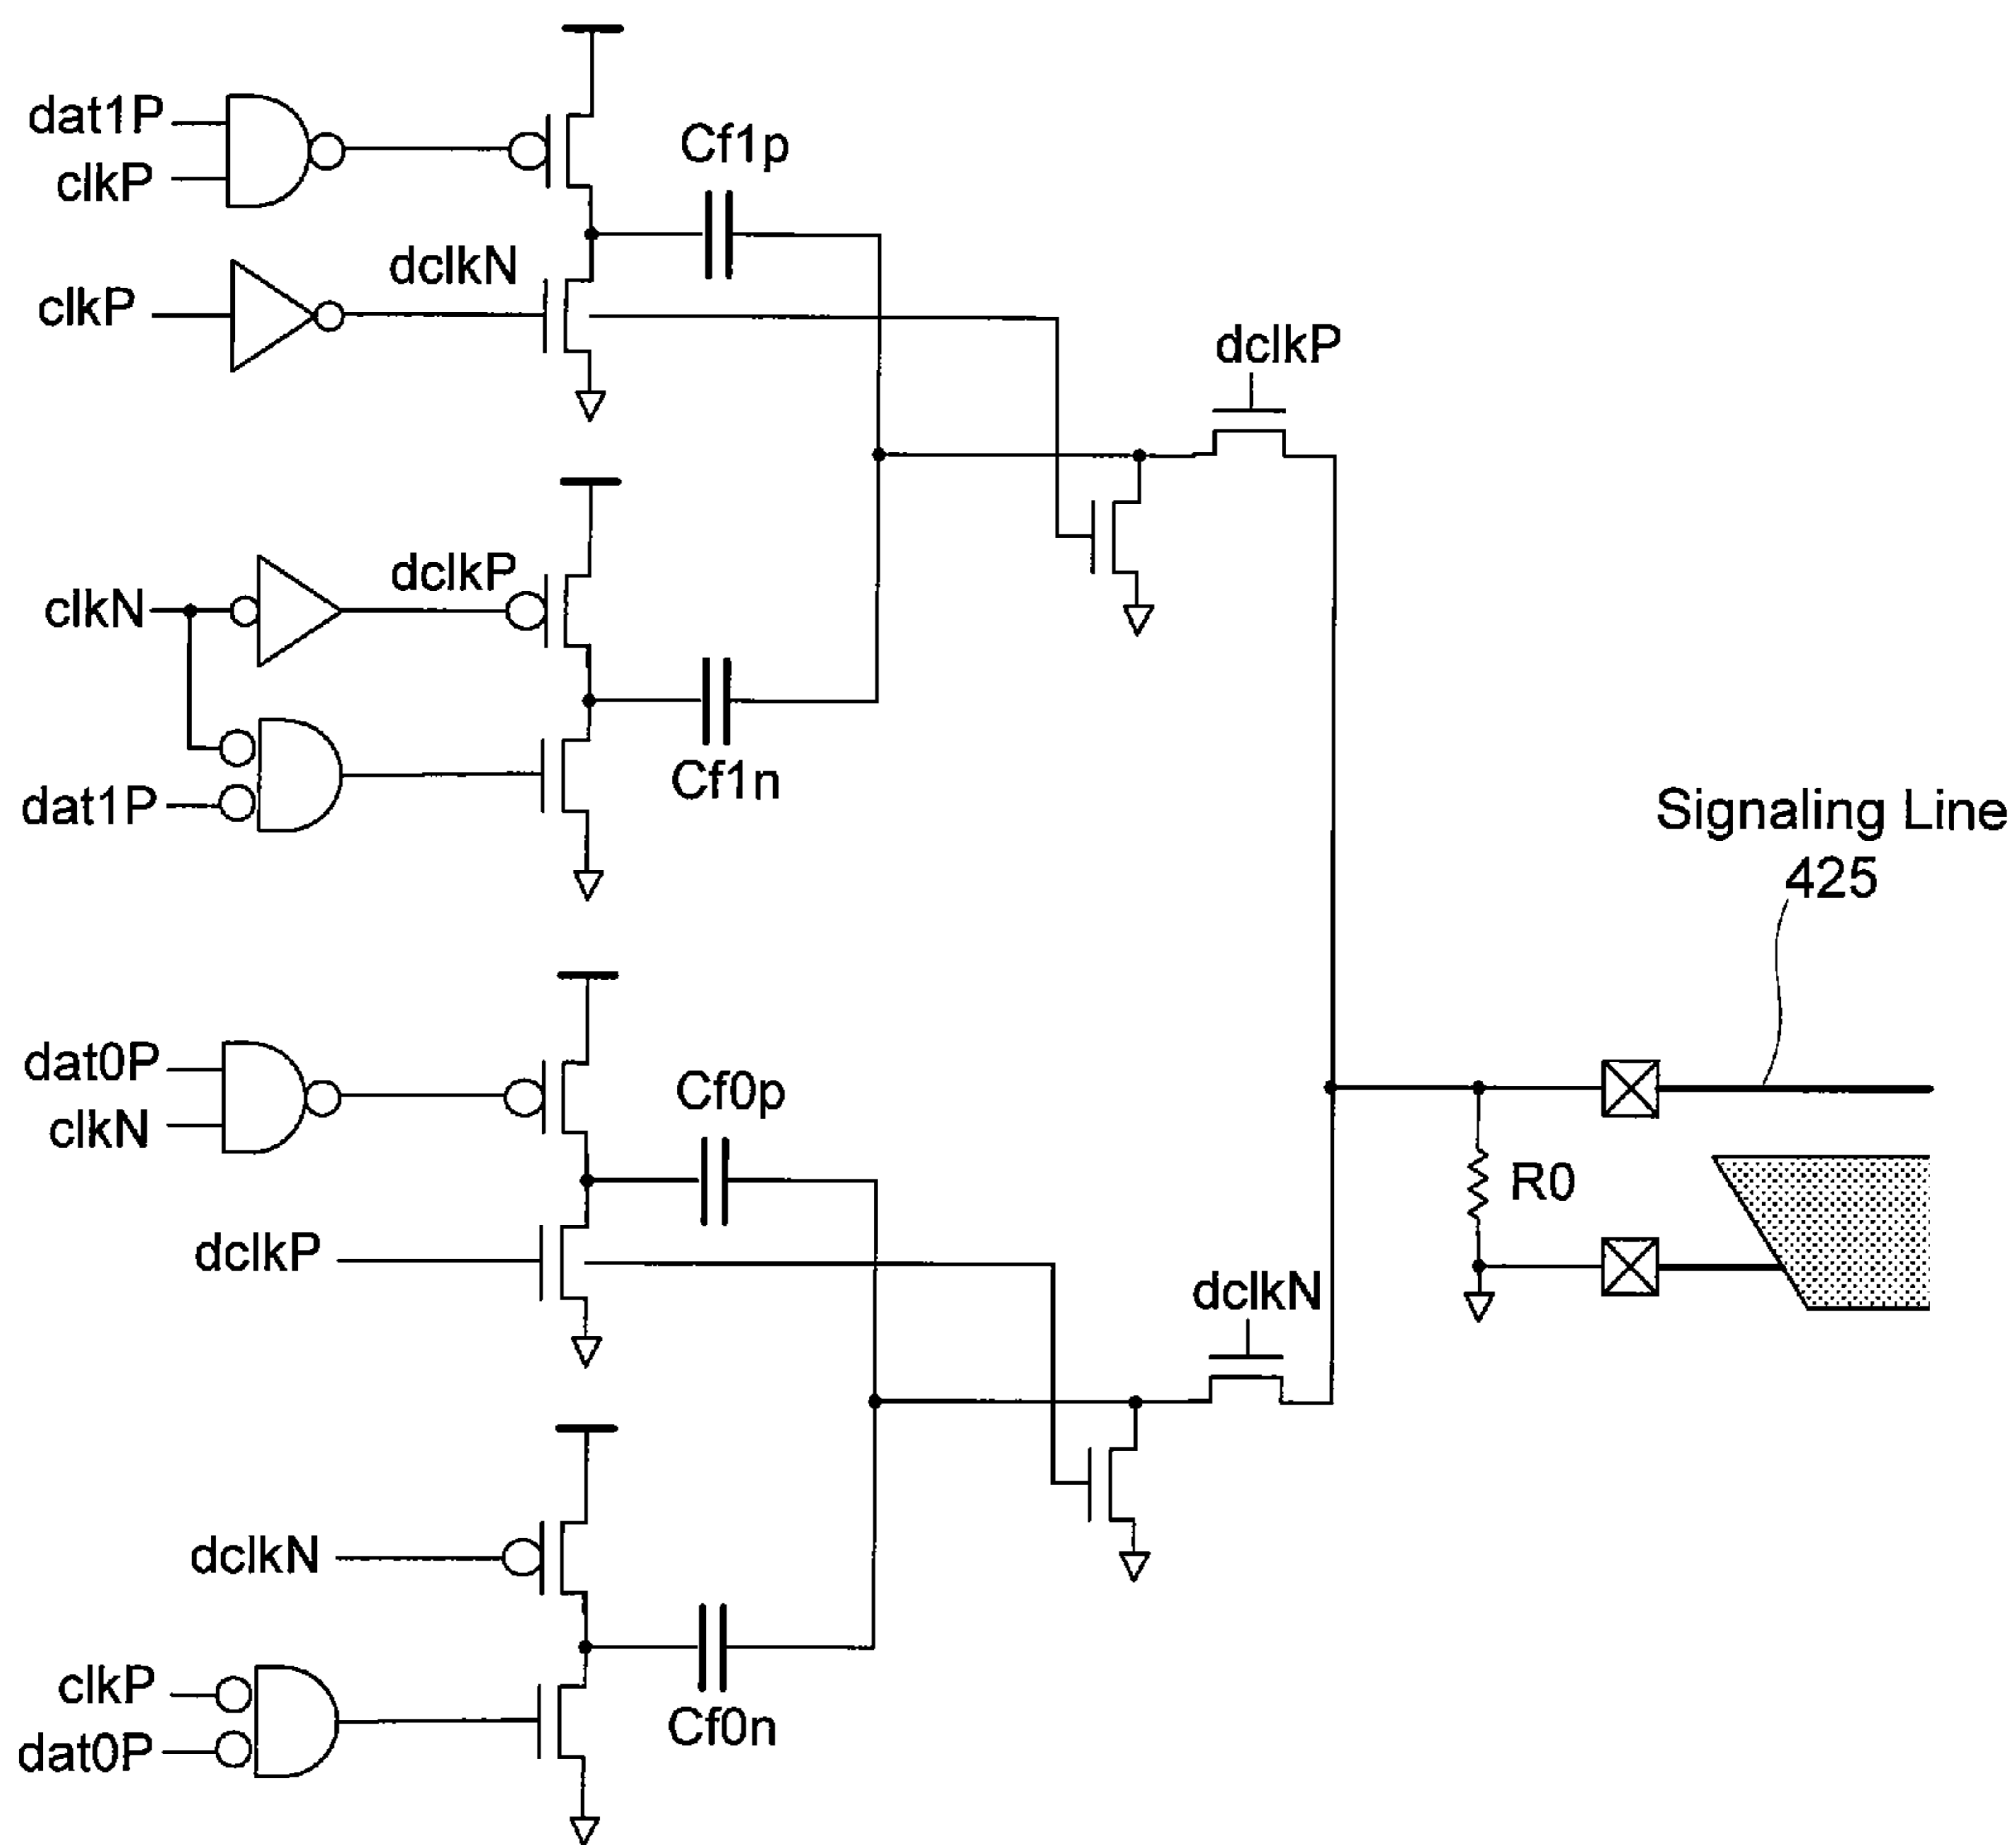 dat1P
clkP
Cf1p
clkP
dclkN
dclkP
clkN
dclkP
dat1P
Cf1n
Signaling Line
425
dat0P
clkN
Cf0p
R0
dclkP
dclkN
dclkN
clkP
dat0P
Cf0n